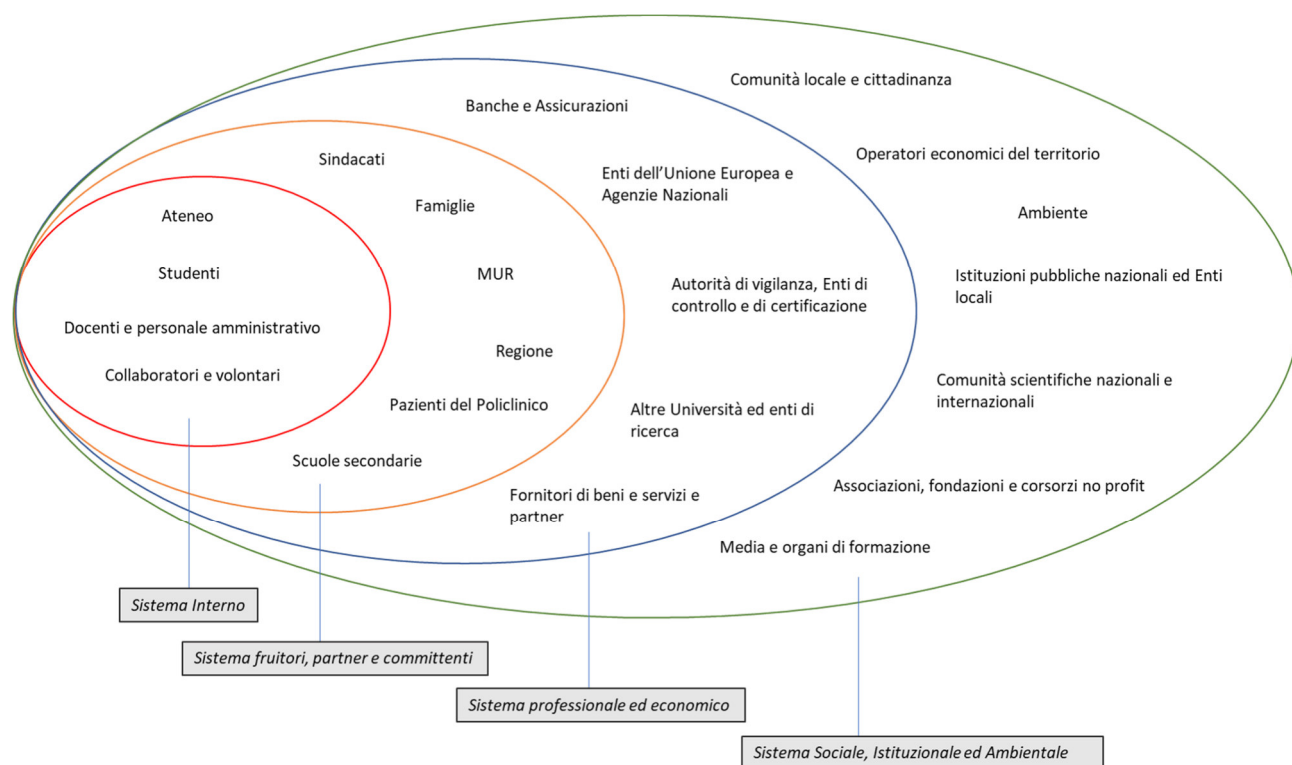 Comunità locale e cittadinanza
Banche e Assicurazioni
Sindacati
Operatori economici del territorio
Enti dell’Unione Europea e
Agenzie Nazionali
Famiglie
Ateneo
Ambiente
Studenti
MUR
Autorità di vigilanza, Enti di
controllo e di certificazione
Istituzioni pubbliche nazionali ed Enti
locali
Docenti e personale amministrativo
Regione
Collaboratori e volontari
Comunità scientifiche nazionali e
internazionali
Pazienti del Policlinico
Altre Università ed enti di
ricerca
Scuole secondarie
Associazioni, fondazioni e corsorzi no profit
Fornitori di beni e servizi e
partner
Media e organi di formazione
Sistema Interno
Sistema fruitori, partner e committenti
Sistema professionale ed economico
Sistema Sociale, Istituzionale ed Ambientale